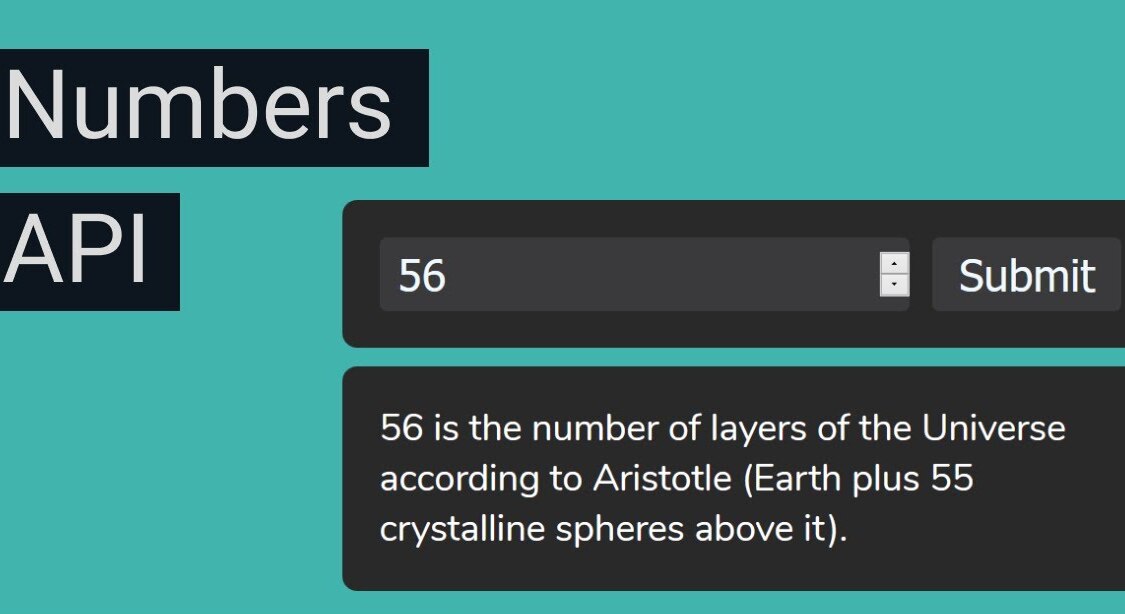 Numbers
API
56
Submit
56 is the number of layers of the Universe
according to Aristotle (Earth plus 55
crystalline spheres above it).